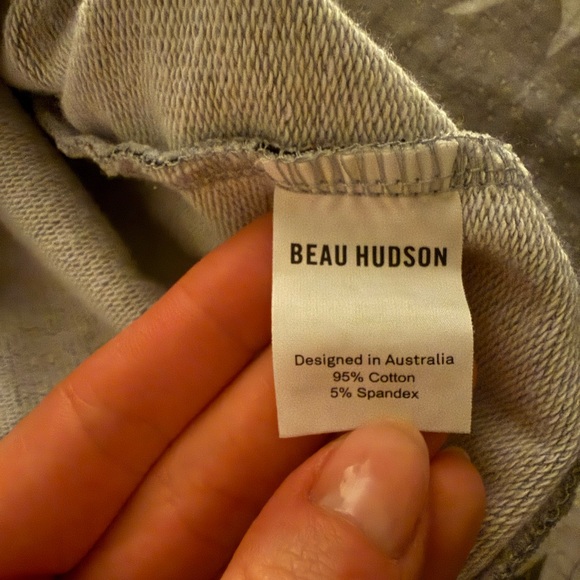 BEAU HUDSON
Designed in Australia
95% Cotton
5% Spandex